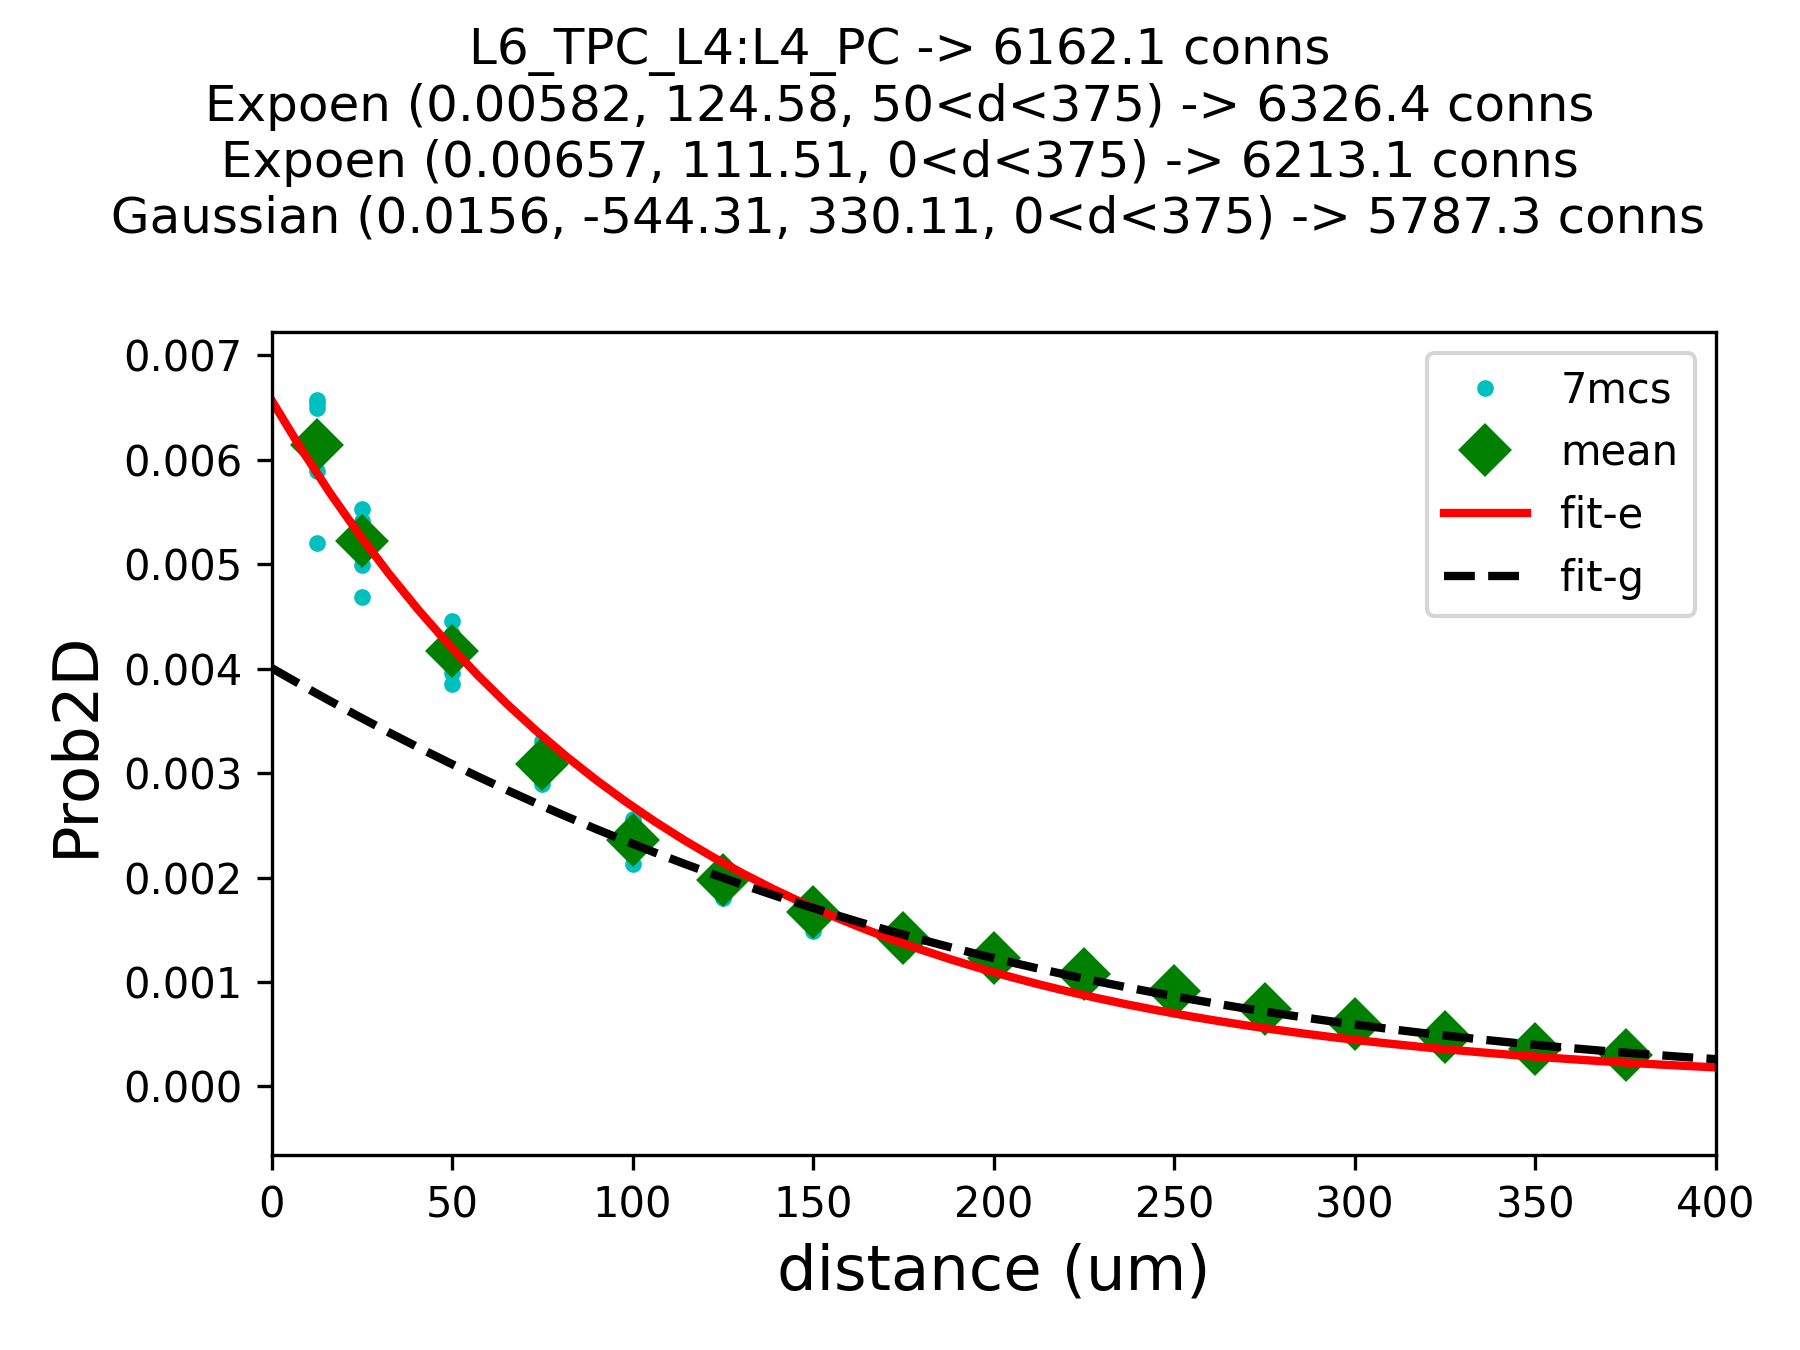 L6_TPC_L4:L4_PC -> 6162.1 conns
Expoen (0.00582, 124.58, 50<d<375) -> 6326.4 conns
Expoen (0.00657, 111.51, 0<d<375) -> 6213.1 conns
Gaussian (0.0156, -544.31, 330.11, 0<d<375) -> 5787.3 conns
7mcs
mean
fit-e
fit-g
Prob2D
0.007
0.006
0.005
0.004
0.003
0.002
0.001
0.000
0 50 100 150 200 250 300 350 400
distance (um)